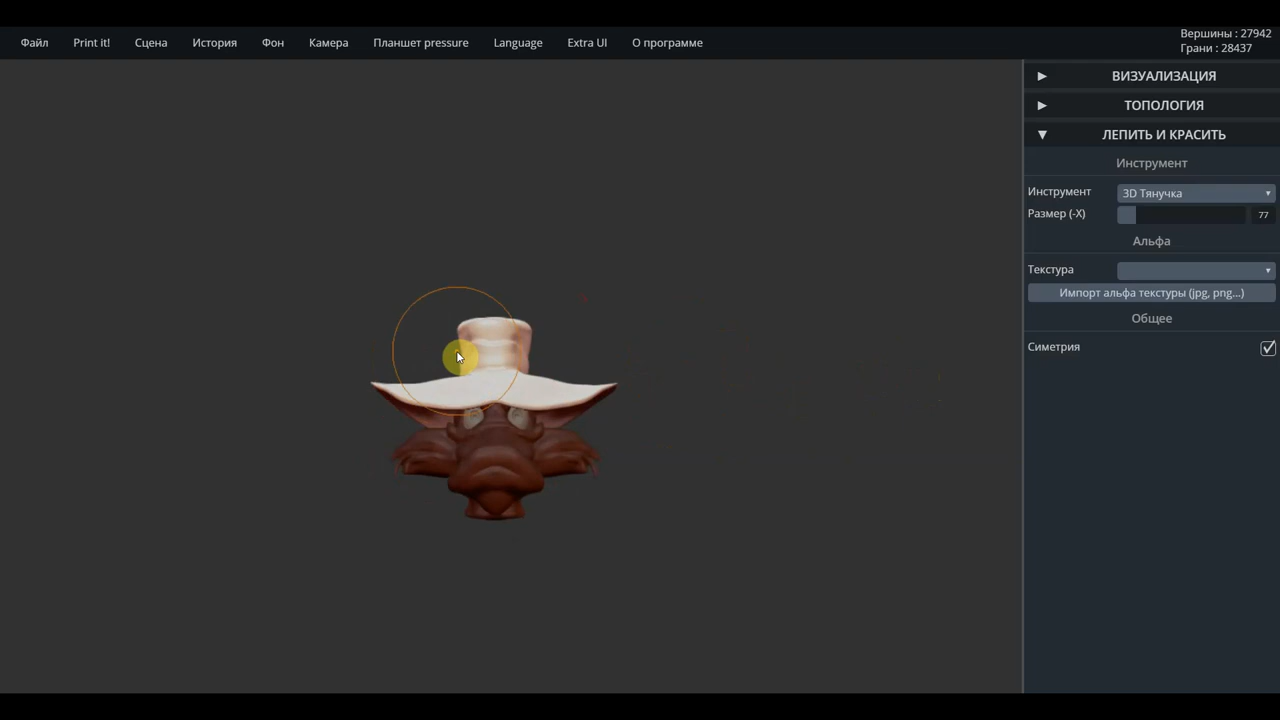 Файл Print it! Сцена История Фон Камера Планшет pressure Language Extra UI О программе
Вершины : 27942
Грани : 28437
ВИЗУАЛИЗАЦИЯ
ТОПОЛОГИЯ
ЛЕПИТЬ И КРАСИТЬ
Инструмент
Инструмент 3D Тянучка
Размер (-X) 77
Альфа
Текстура
Импорт альфа текстуры (jpg, png...)
Общее
Симетрия